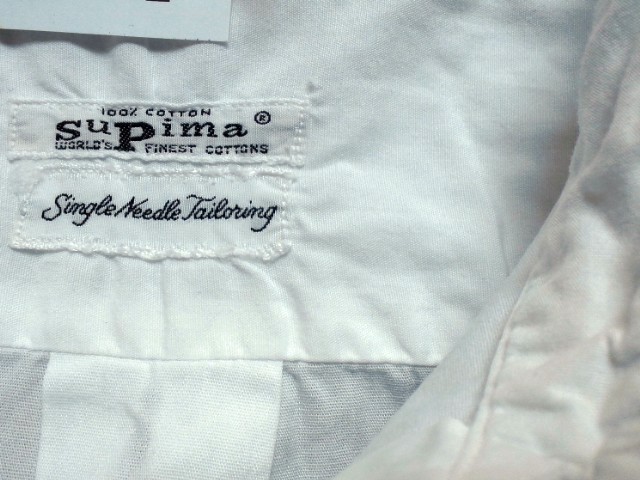 100% COTTON
SuPima®
WORLD'S FINEST COTTONS
Single Needle Tailoring